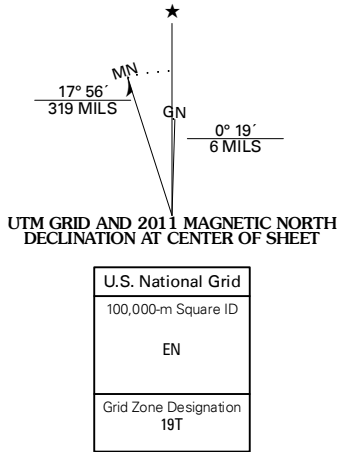 ★
MN
GN
17° 56´
319 MILS
0° 19´
6 MILS
UTM GRID AND 2011 MAGNETIC NORTH
DECLINATION AT CENTER OF SHEET
U.S. National Grid
100,000-m Square ID
EN
Grid Zone Designation
19T